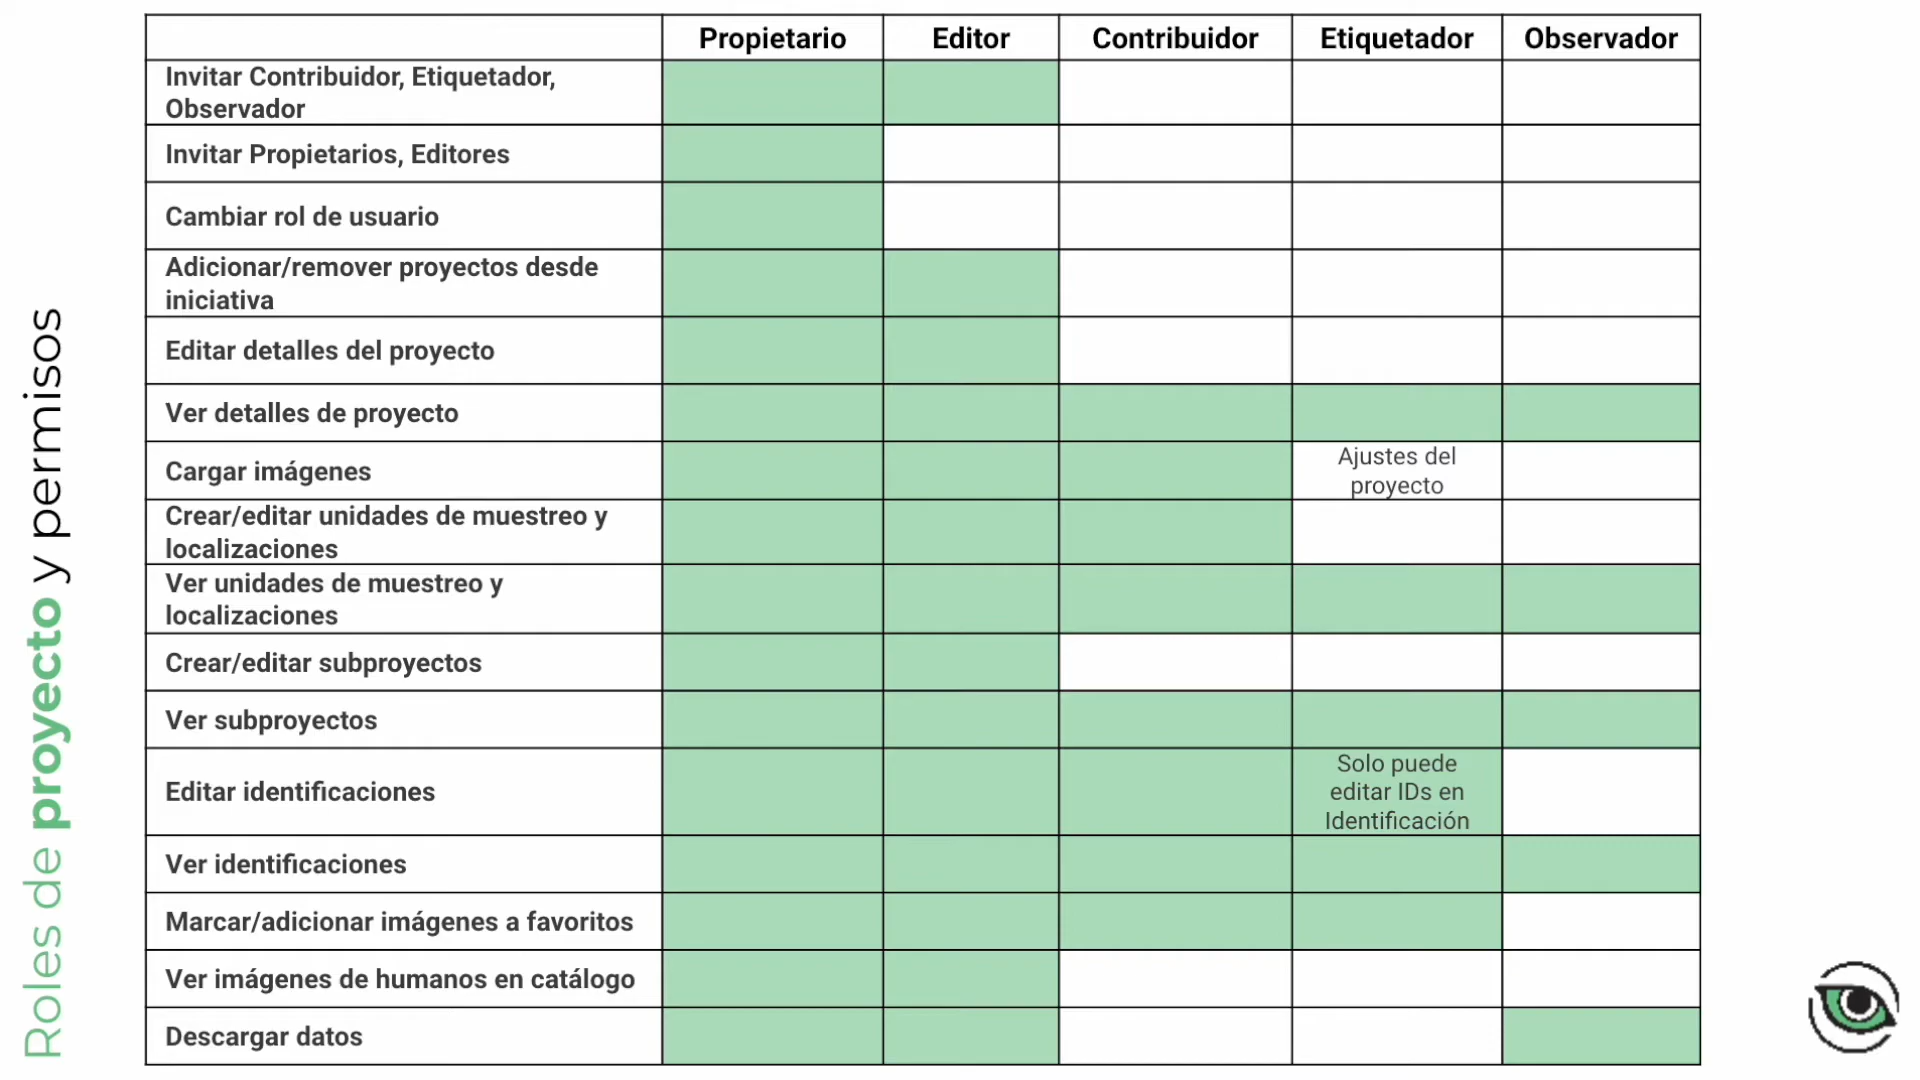 Roles de proyecto y permisos
Propietario Editor Contribuidor Etiquetador Observador
Invitar Contribuidor, Etiquetador,
Observador
Invitar Propietarios, Editores
Cambiar rol de usuario
Adicionar/remover proyectos desde
iniciativa
Editar detalles del proyecto
Ver detalles de proyecto
Cargar imágenes
Ajustes del
proyecto
Crear/editar unidades de muestreo y
localizaciones
Ver unidades de muestreo y
localizaciones
Crear/editar subproyectos
Ver subproyectos
Editar identificaciones
Solo puede
editar IDs en
Identificación
Ver identificaciones
Marcar/adicionar imágenes a favoritos
Ver imágenes de humanos en catálogo
Descargar datos